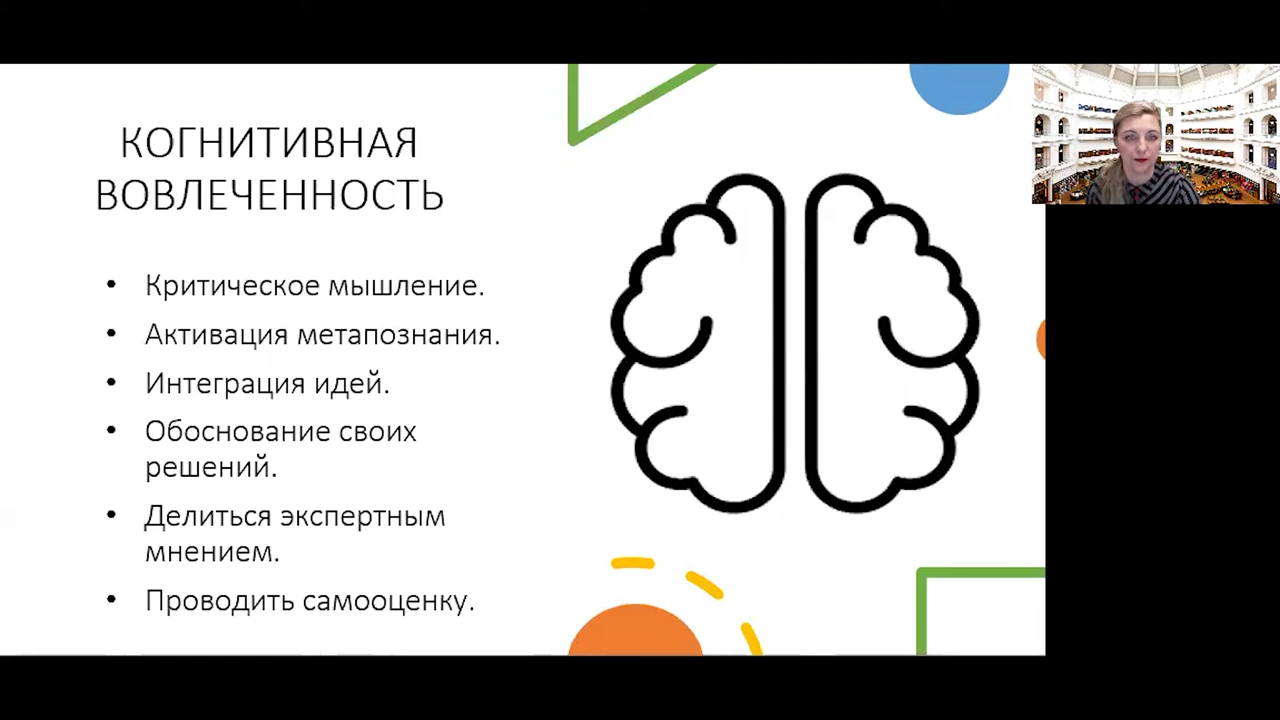 КОГНИТИВНАЯ
ВОВЛЕЧЕННОСТЬ
• Критическое мышление.
• Активация метапознания.
• Интеграция идей.
• Обоснование своих
решений.
• Делиться экспертным
мнением.
• Проводить самооценку.